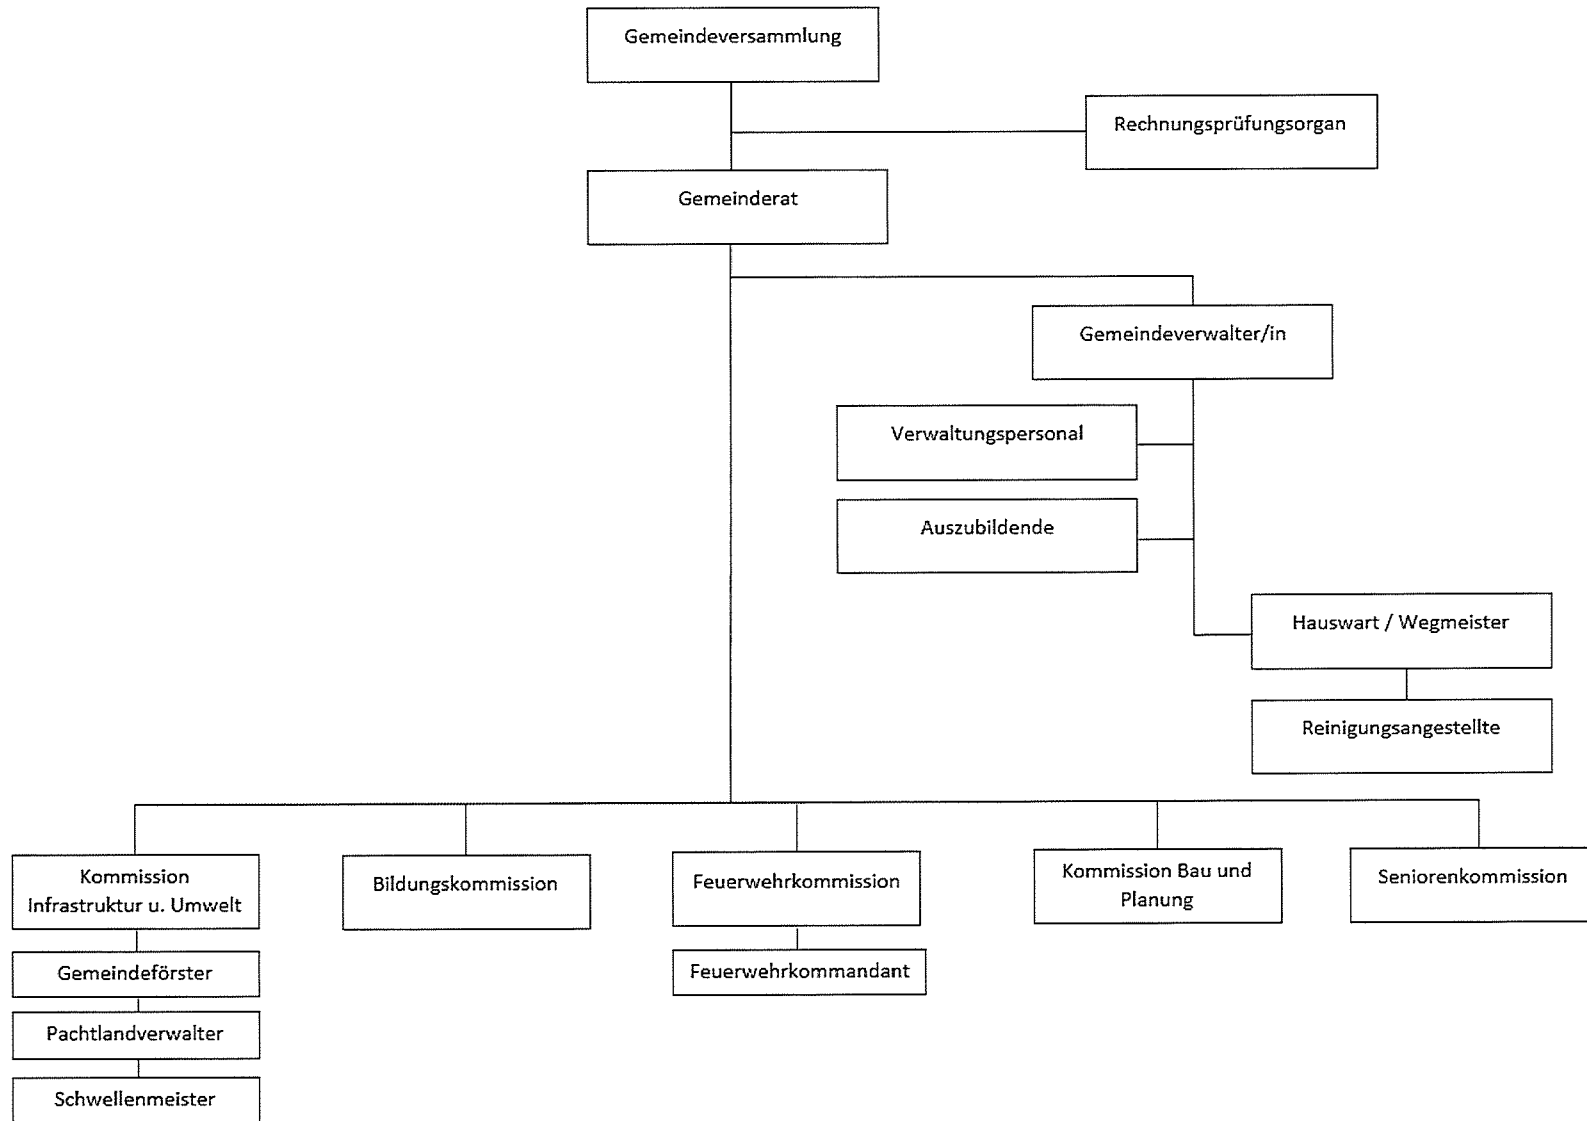 Gemeindeversammlung
Rechnungsprüfungsorgan
Gemeinderat
Gemeindeverwalter/in
Verwaltungspersonal
Auszubildende
Hauswart / Wegmeister
Reinigungsangestellte
Kommission
Infrastruktur u. Umwelt
Bildungskommission
Feuerwehrkommission
Kommission Bau und
Planung
Seniorenkommission
Gemeindeförster
Feuerwehrkommandant
Pachtlandverwalter
Schwellenmeister